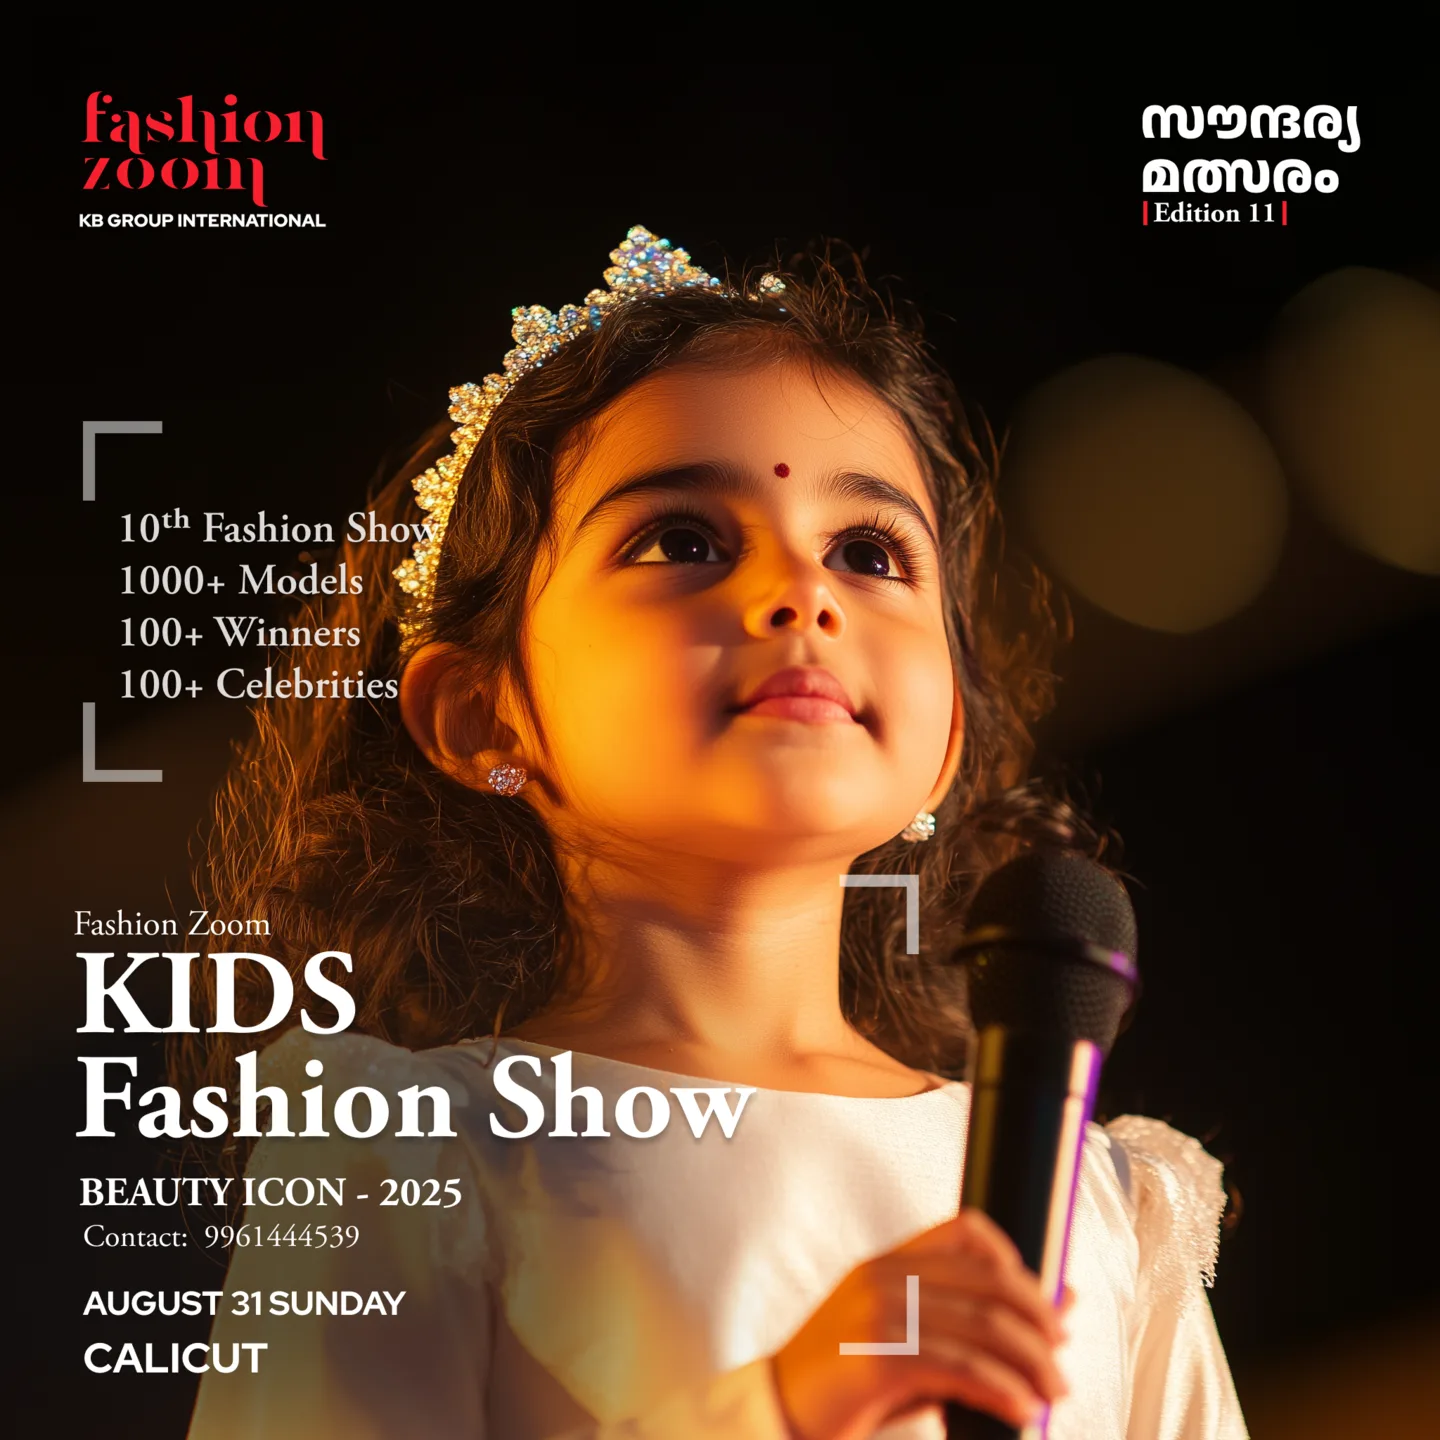 fashion
zoom
KB GROUP INTERNATIONAL
സൗന്ദര്യ
മത്സരം
|Edition 11|
10th Fashion Show
1000+ Models
100+ Winners
100+ Celebrities
Fashion Zoom
KIDS
Fashion Show
BEAUTY ICON - 2025
Contact: 9961444539
AUGUST 31 SUNDAY
CALICUT